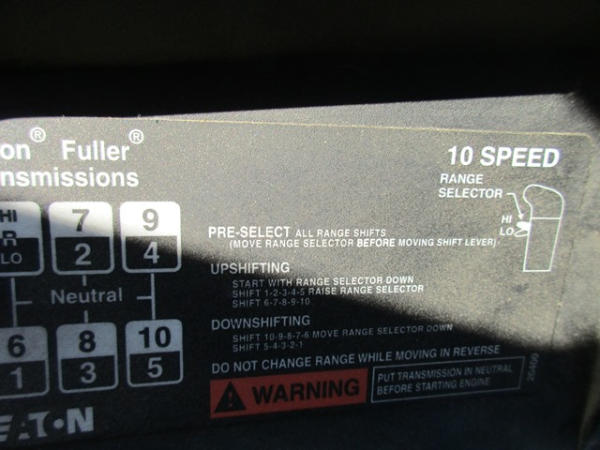 on® Fuller®
nsmissions
10 SPEED
RANGE
SELECTOR
HI
LO
HI
R
LO
7
2
9
4
Neutral
6
1
8
3
10
5
EATON
PRE-SELECT ALL RANGE SHIFTS
(MOVE RANGE SELECTOR BEFORE MOVING SHIFT LEVER).
UPSHIFTING
START WITH RANGE SELECTOR DOWN
SHIFT 1-2-3-4-5 RAISE RANGE SELECTOR
SHIFT 6-7-8-9-10
DOWNSHIFTING
SHIFT 10-9-8-7-6 MOVE RANGE SELECTOR DOWN
SHIFT 5-4-3-2-1
DO NOT CHANGE RANGE WHILE MOVING IN REVERSE
WARNING
PUT TRANSMISSION IN NEUTRAL
BEFORE STARTING ENGINE